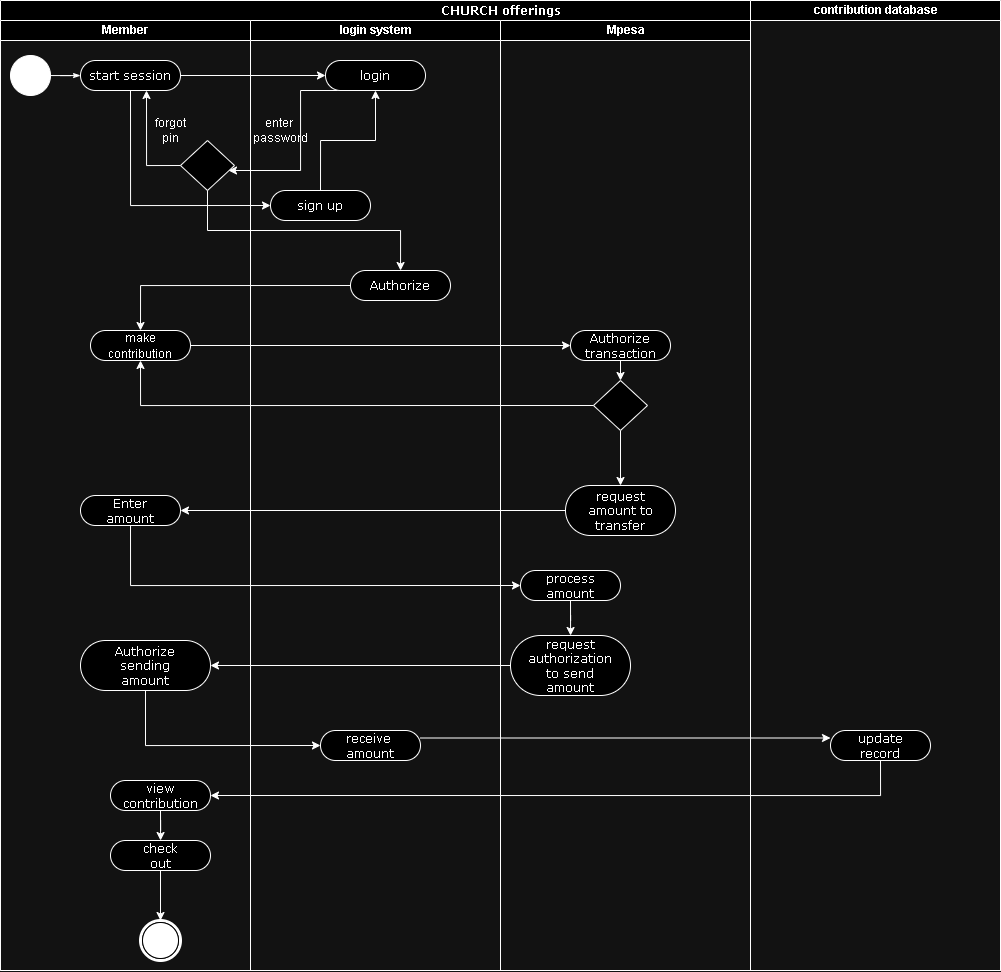 CHURCH offerings
contribution database
Member
login system
Mpesa
start session
login
forgot
pin
enter
password
sign up
Authorize
make
contribution
Authorize
transaction
Enter
amount
request
amount to
transfer
process
amount
Authorize
sending
amount
request
authorization
to send
amount
receive
amount
update
record
view
contribution
check
out